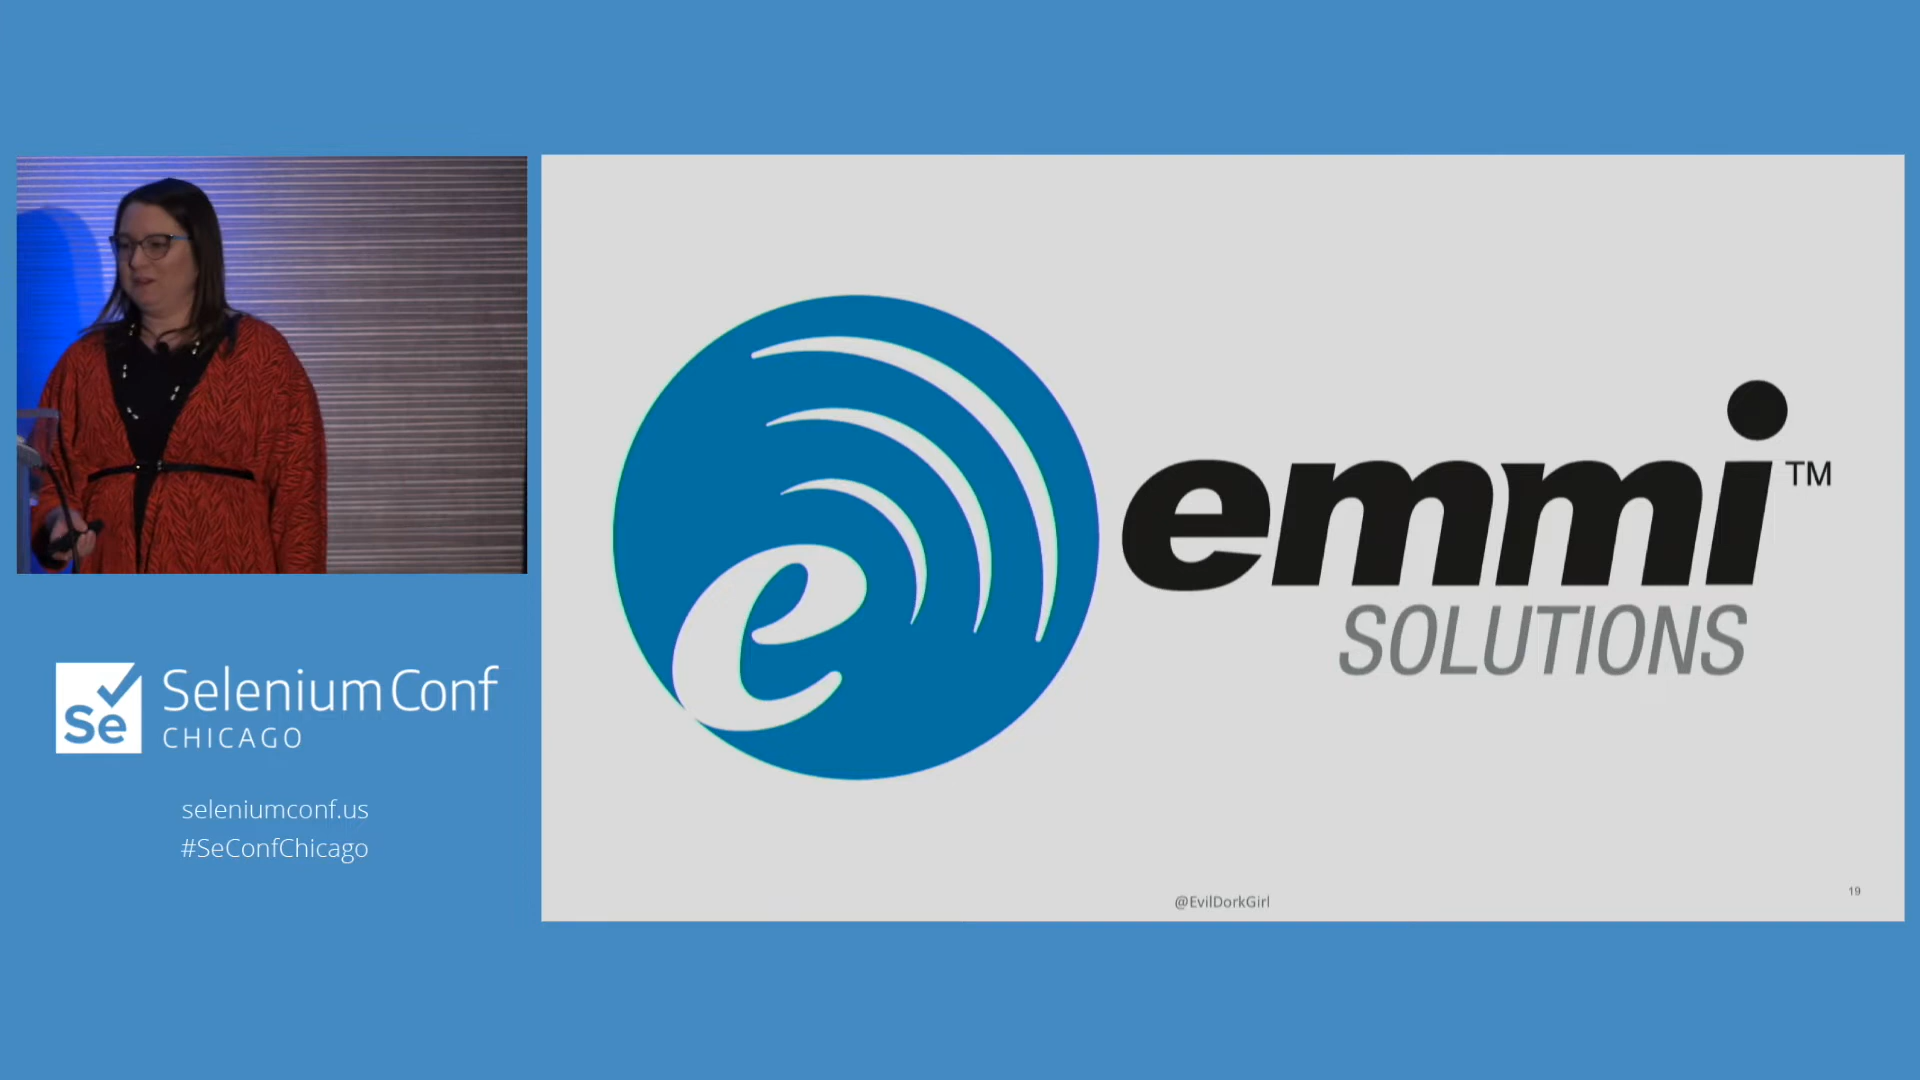 Se
Selenium Conf
CHICAGO
seleniumconf.us
#SeConfChicago
e
emmi™
SOLUTIONS
@EvilDorkGirl
19